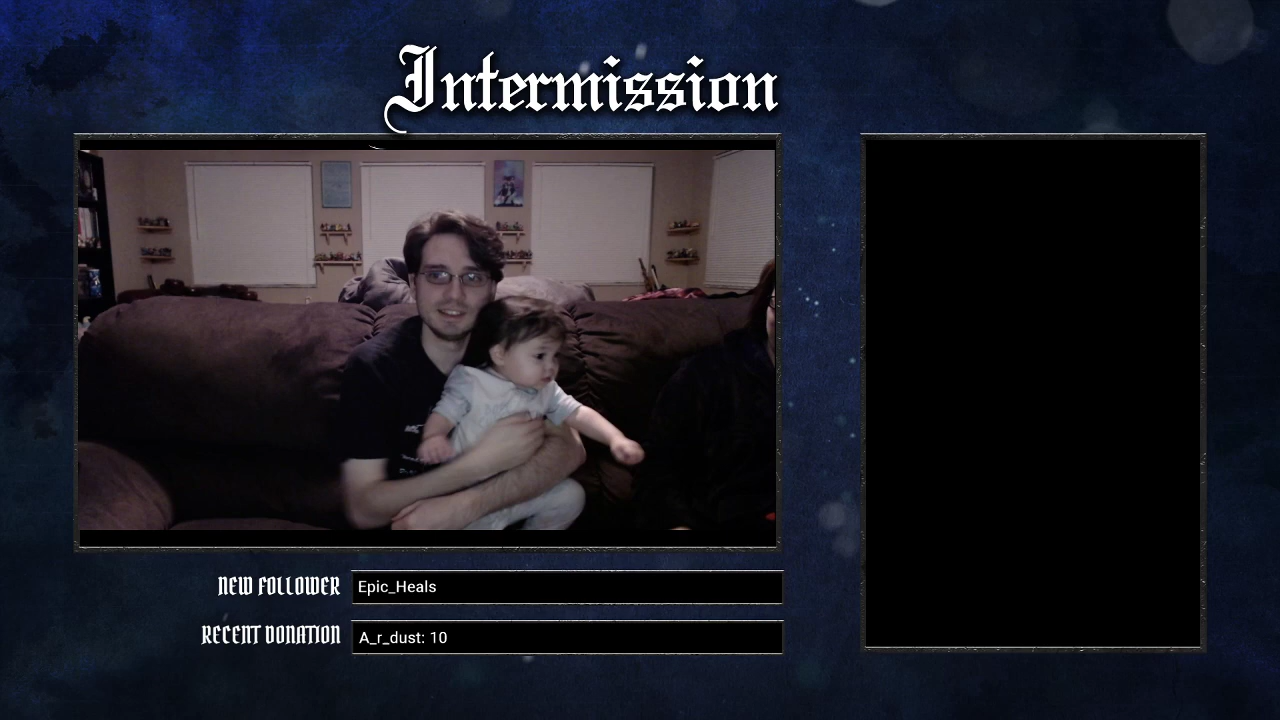 Intermission
NEW FOLLOWER
Epic_Heals
RECENT DONATION
A_r_dust: 10